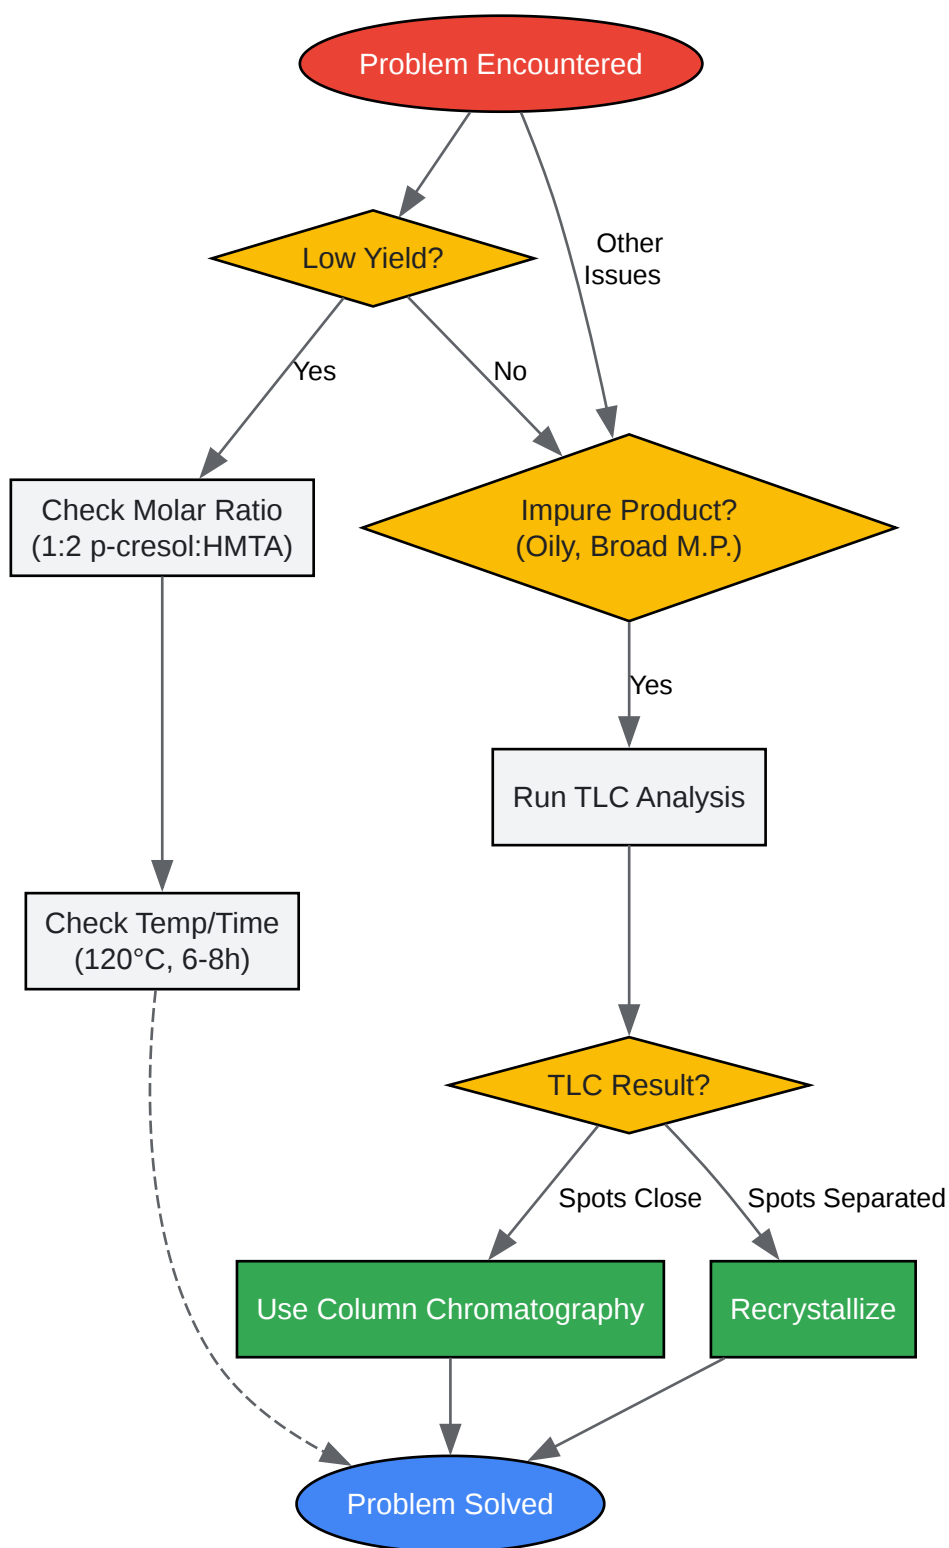 Problem Encountered
Low Yield?
Other
Issues
Yes
No
Check Molar Ratio
(1:2 p-cresol:HMTA)
Impure Product?
(Oily, Broad M.P.)
Yes
Run TLC Analysis
Check Temp/Time
(120°C, 6-8h)
TLC Result?
Spots Close
Spots Separated
Use Column Chromatography
Recrystallize
Problem Solved